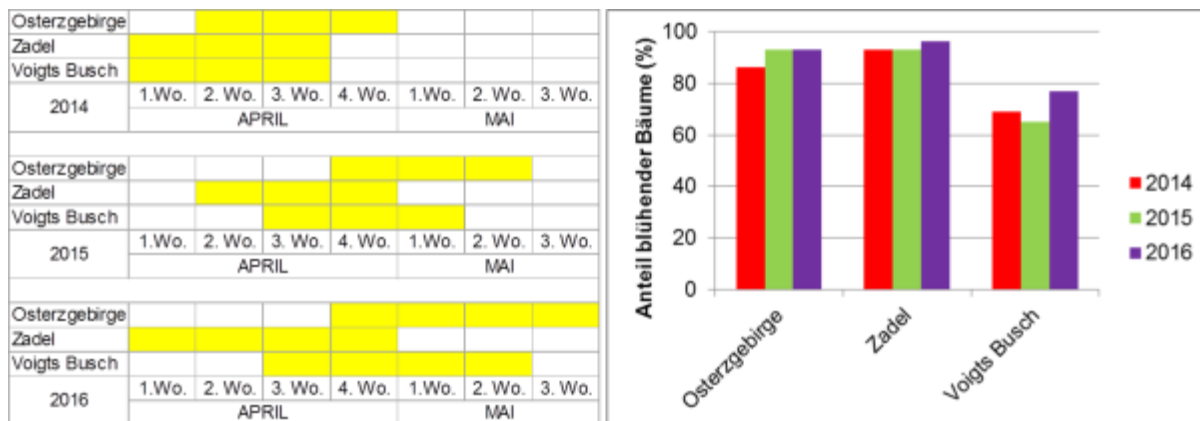 Osterzgebirge
Zadel
Voigts Busch
2014 1.Wo. 2. Wo. 3. Wo. 4. Wo. 1.Wo. 2. Wo. 3. Wo.
APRIL MAI
Osterzgebirge
Zadel
Voigts Busch
2015 1.Wo. 2. Wo. 3. Wo. 4. Wo. 1.Wo. 2. Wo. 3. Wo.
APRIL MAI
Osterzgebirge
Zadel
Voigts Busch
2016 1.Wo. 2. Wo. 3. Wo. 4. Wo. 1.Wo. 2. Wo. 3. Wo.
APRIL MAI
Anteil blühender Bäume (%)
100
80
60
40
20
0
Osterzgebirge
Zadel
Voigts Busch
2014
2015
2016